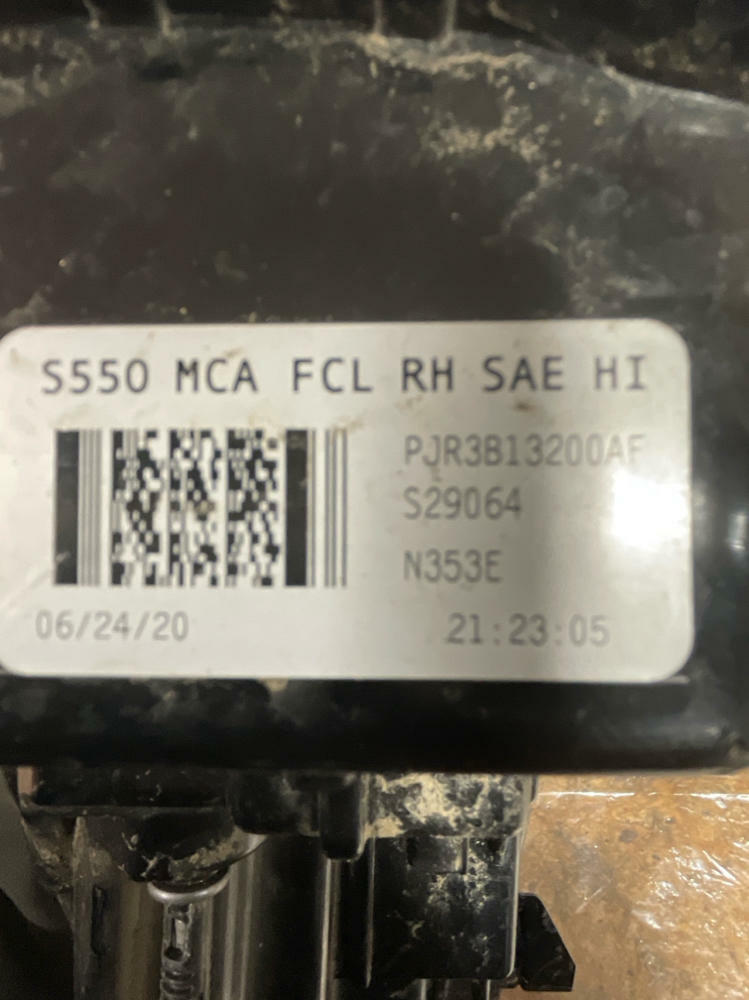 S550 MCA FCL RH SAE HI
PJR3B13200AF
S29064
N353E
06/24/20 21:23:05